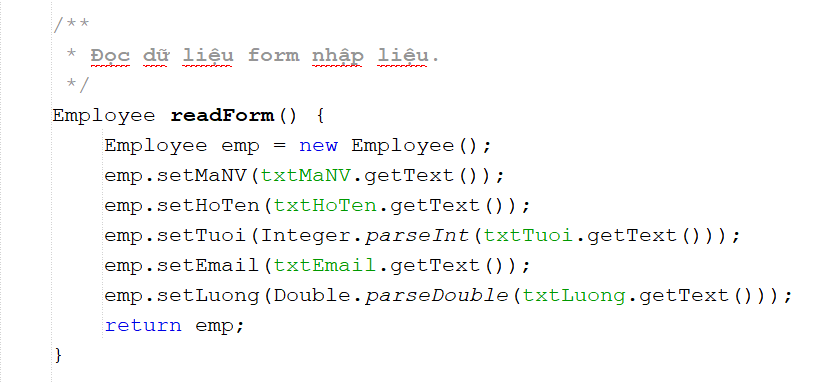 /**
 * Đọc dữ liệu form nhập liệu.
 */
Employee readForm() {
    Employee emp = new Employee();
    emp.setMaNV(txtMaNV.getText());
    emp.setHoTen(txtHoTen.getText());
    emp.setTuoi(Integer.parseInt(txtTuoi.getText()));
    emp.setEmail(txtEmail.getText());
    emp.setLuong(Double.parseDouble(txtLuong.getText()));
    return emp;
}